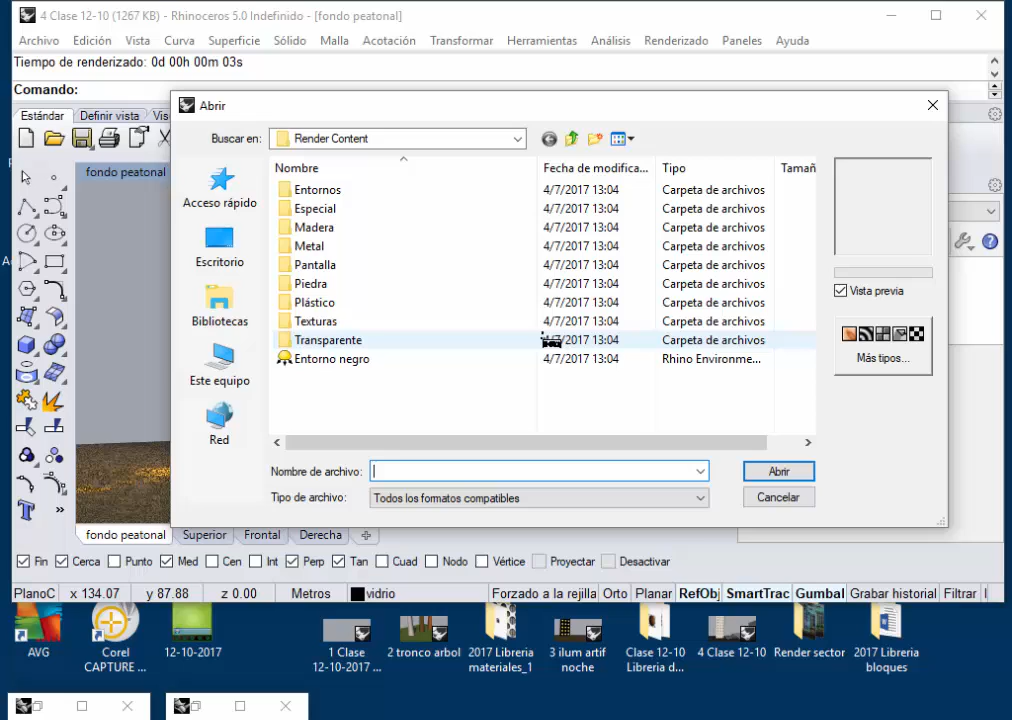 4 Clase 12-10 (1267 KB) - Rhinoceros 5.0 Indefinido - [fondo peatonal]
Archivo Edición Vista Curva Superficie Sólido Malla Acotación Transformar Herramientas Análisis Renderizado Paneles Ayuda
Tiempo de renderizado: 0d 00h 00m 03s
Comando:
Estándar Definir vista
Abrir
Buscar en: Render Content
fondo peatonal
Nombre Fecha de modifica... Tipo Tamañ
Acceso rápido
Escritorio
Bibliotecas
Este equipo
Red
Entornos 4/7/2017 13:04 Carpeta de archivos
Especial 4/7/2017 13:04 Carpeta de archivos
Madera 4/7/2017 13:04 Carpeta de archivos
Metal 4/7/2017 13:04 Carpeta de archivos
Pantalla 4/7/2017 13:04 Carpeta de archivos
Piedra 4/7/2017 13:04 Carpeta de archivos
Plástico 4/7/2017 13:04 Carpeta de archivos
Texturas 4/7/2017 13:04 Carpeta de archivos
Transparente 4/7/2017 13:04 Carpeta de archivos
Entorno negro 4/7/2017 13:04 Rhino Environme...
Vista previa
Más tipos...
Nombre de archivo: Abrir
Tipo de archivo: Todos los formatos compatibles Cancelar
fondo peatonal Superior Frontal Derecha
Fin Cerca Punto Med Cen Int Perp Tan Cuad Nodo Vértice Proyectar Desactivar
PlanoC x 134.07 y 87.88 z 0.00 Metros vidrio Forzado a la rejilla Orto Planar RefObj SmartTrac Gumbal Grabar historial Filtrar
AVG
Corel
CAPTURE ...
12-10-2017
1 Clase
12-10-2017 ...
2 tronco arbol
2017 Libreria
materiales_1
3 ilum artif
noche
Clase 12-10
Libreria d...
4 Clase 12-10
Render sector
2017 Libreria
bloques